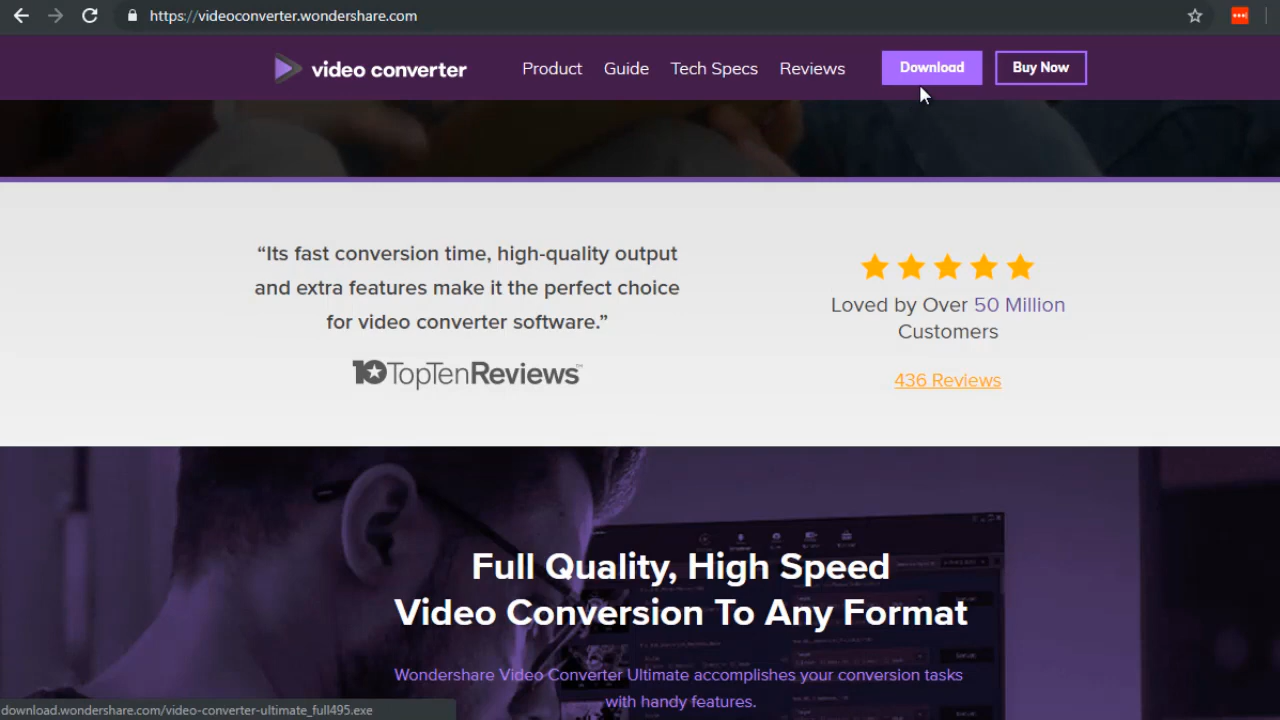 https://videoconverter.wondershare.com
video converter
Product Guide Tech Specs Reviews Download Buy Now
“Its fast conversion time, high-quality output
and extra features make it the perfect choice
for video converter software.”
10 TopTenReviews™
Loved by Over 50 Million
Customers
436 Reviews
Full Quality, High Speed
Video Conversion To Any Format
Wondershare Video Converter Ultimate accomplishes your conversion tasks
with handy features.
download.wondershare.com/video-converter-ultimate_full495.exe